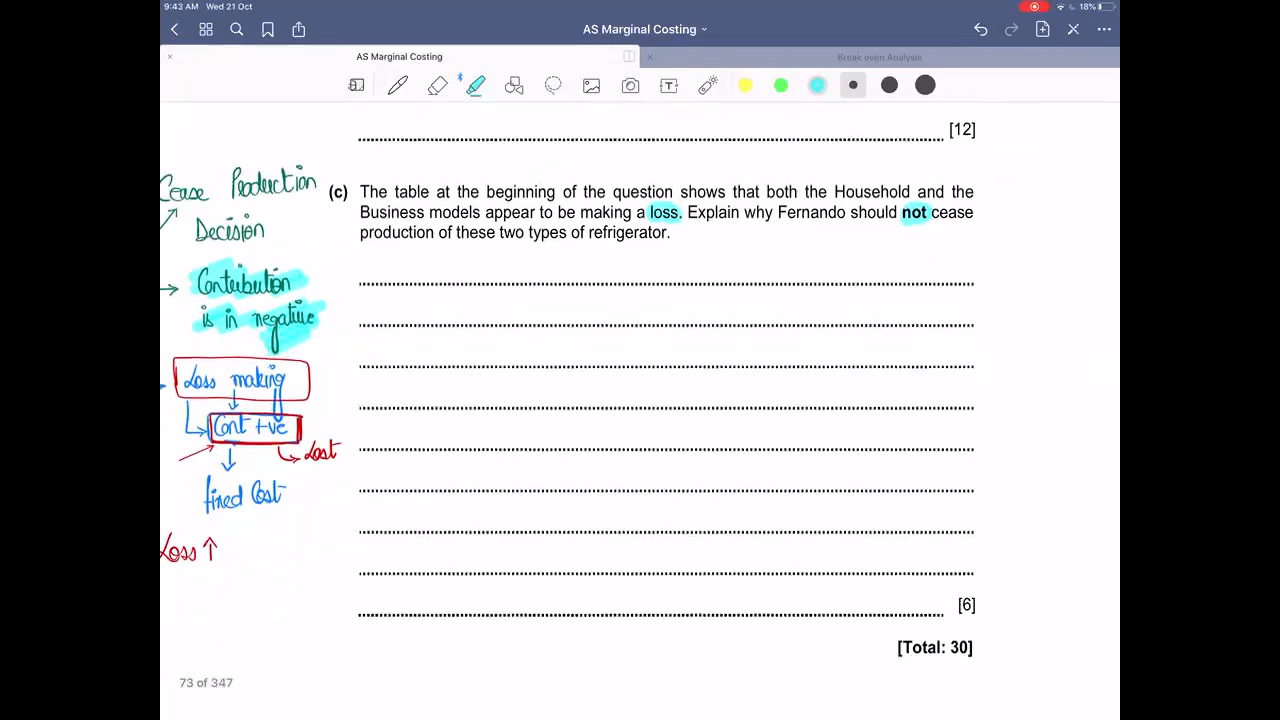 9:43 AM Wed 21 Oct
18%
AS Marginal Costing
AS Marginal Costing
Break even Analysis
[12]
Cease Production
Decision
Contribution
is in negative
Loss making
Cont +ve
Lost
fixed Cost
Loss ↑
(c) The table at the beginning of the question shows that both the Household and the
Business models appear to be making a loss. Explain why Fernando should not cease
production of these two types of refrigerator.
[6]
[Total: 30]
73 of 347